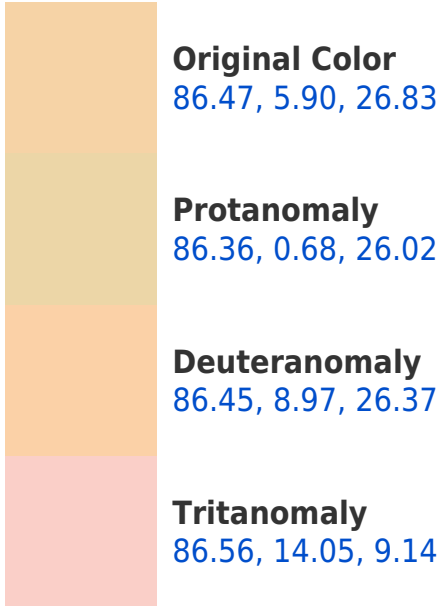 Original Color
86.47, 5.90, 26.83
Protanomaly
86.36, 0.68, 26.02
Deuteranomaly
86.45, 8.97, 26.37
Tritanomaly
86.56, 14.05, 9.14